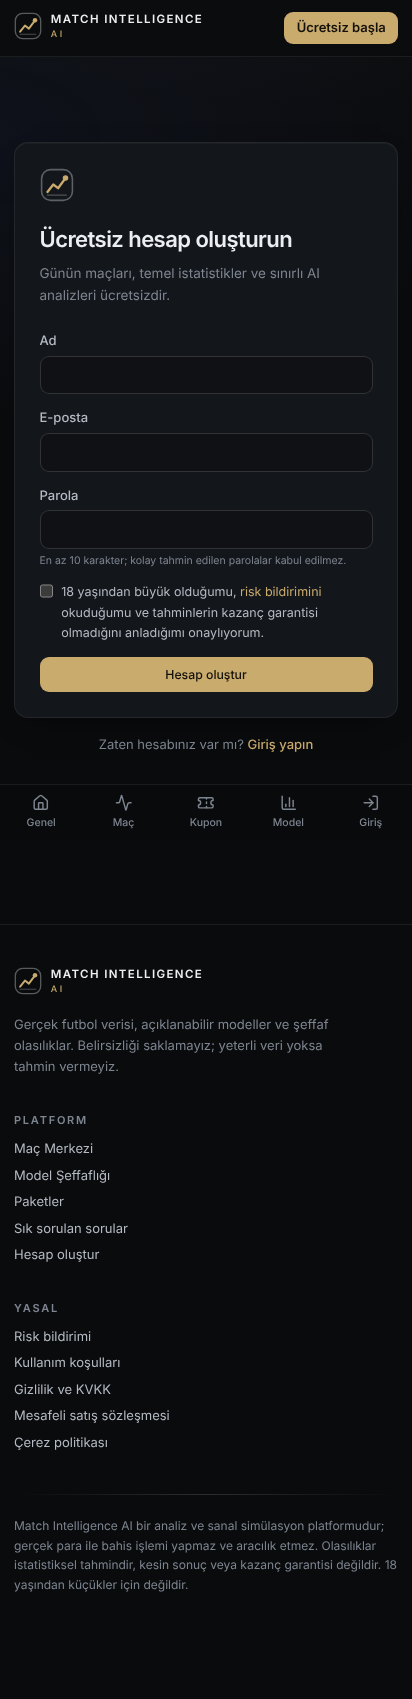 MATCH INTELLIGENCE
AI
Ücretsiz başla
Ücretsiz hesap oluşturun
Günün maçları, temel istatistikler ve sınırlı AI
analizleri ücretsizdir.
Ad
E-posta
Parola
En az 10 karakter; kolay tahmin edilen parolalar kabul edilmez.
18 yaşından büyük olduğumu, risk bildirimini
okuduğumu ve tahminlerin kazanç garantisi
olmadığını anladığımı onaylıyorum.
Hesap oluştur
Zaten hesabınız var mı? Giriş yapın
Genel
Maç
Kupon
Model
Giriş
MATCH INTELLIGENCE
AI
Gerçek futbol verisi, açıklanabilir modeller ve şeffaf
olasılıklar. Belirsizliği saklamayız; yeterli veri yoksa
tahmin vermeyiz.
PLATFORM
Maç Merkezi
Model Şeffaflığı
Paketler
Sık sorulan sorular
Hesap oluştur
YASAL
Risk bildirimi
Kullanım koşulları
Gizlilik ve KVKK
Mesafeli satış sözleşmesi
Çerez politikası
Match Intelligence AI bir analiz ve sanal simülasyon platformudur;
gerçek para ile bahis işlemi yapmaz ve aracılık etmez. Olasılıklar
istatistiksel tahmindir, kesin sonuç veya kazanç garantisi değildir. 18
yaşından küçükler için değildir.